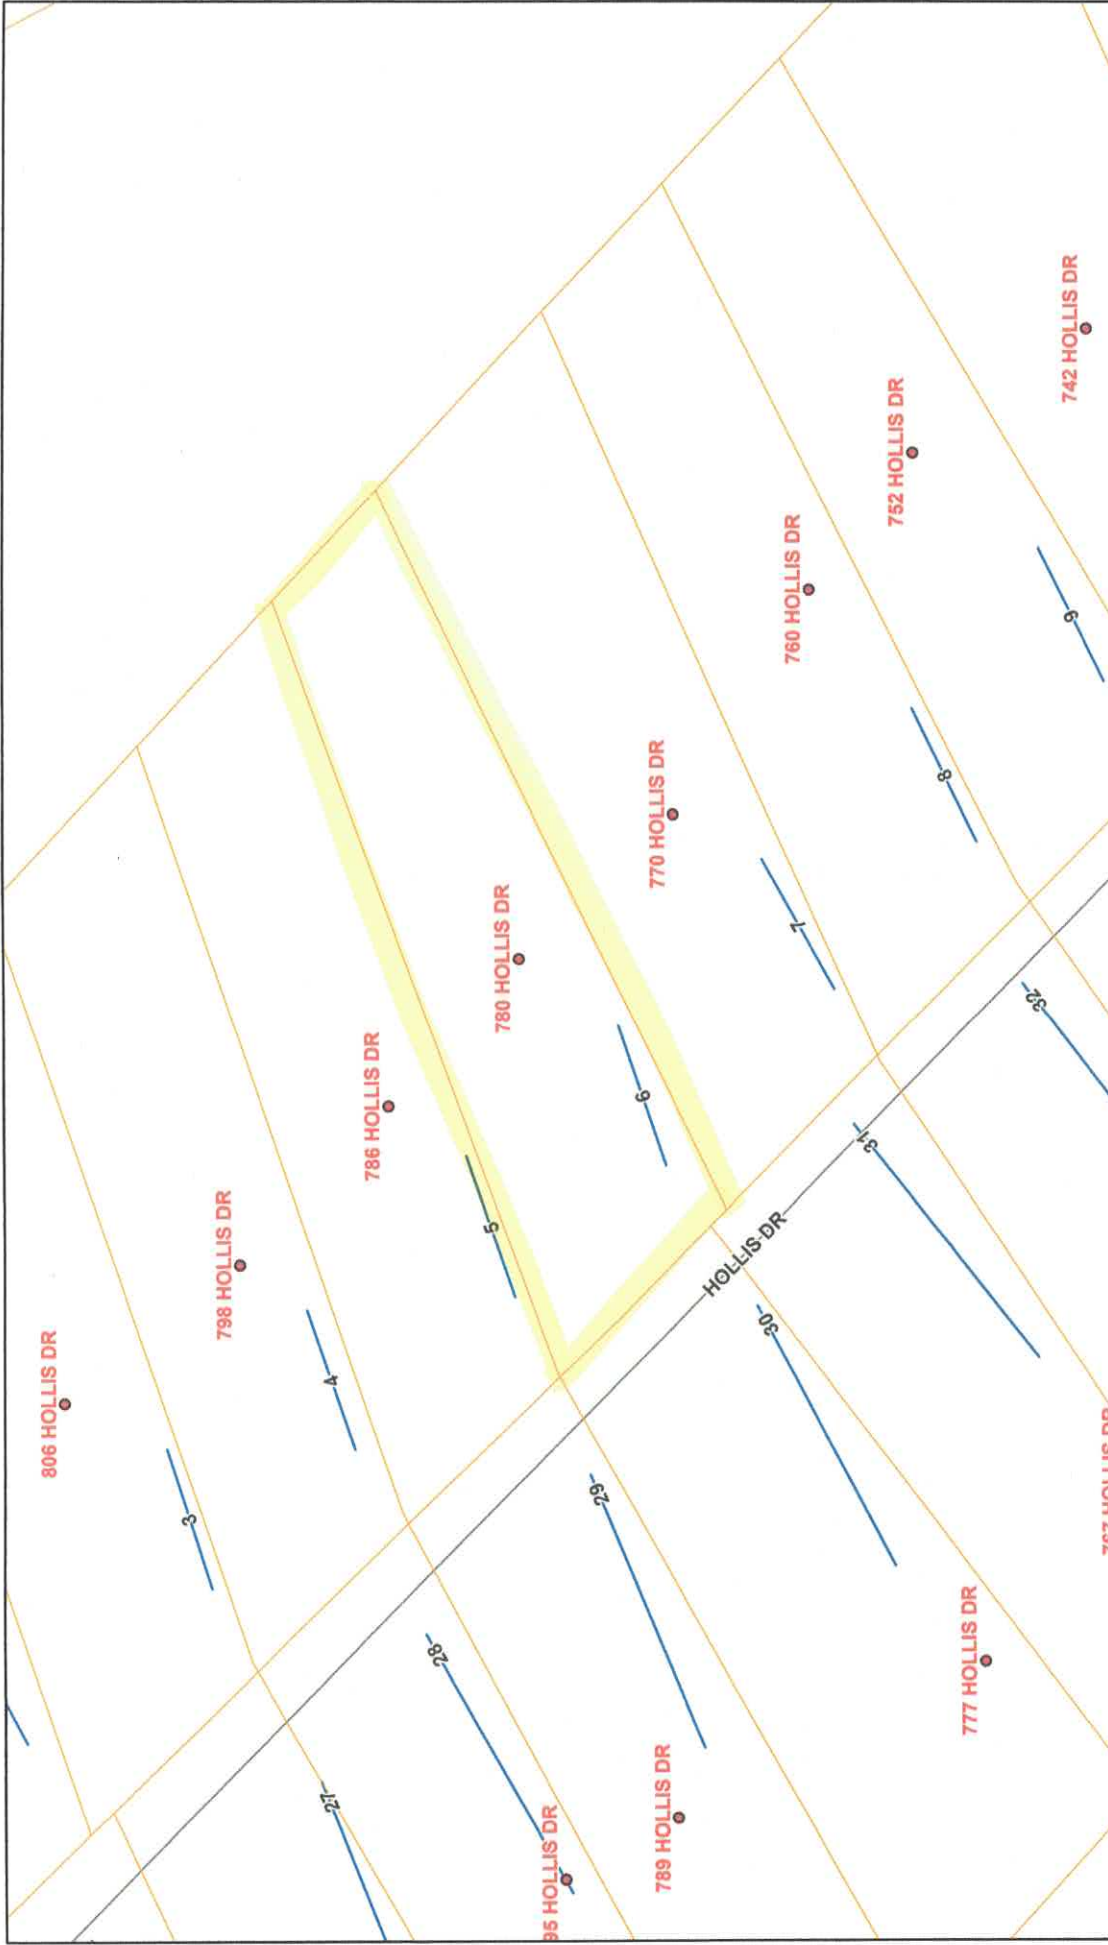 806 HOLLIS DR
3
798 HOLLIS DR
27
4
786 HOLLIS DR
28
5
780 HOLLIS DR
95 HOLLIS DR
29
6
770 HOLLIS DR
789 HOLLIS DR
HOLLIS DR
30
760 HOLLIS DR
7
31
752 HOLLIS DR
8
777 HOLLIS DR
32
742 HOLLIS DR
9